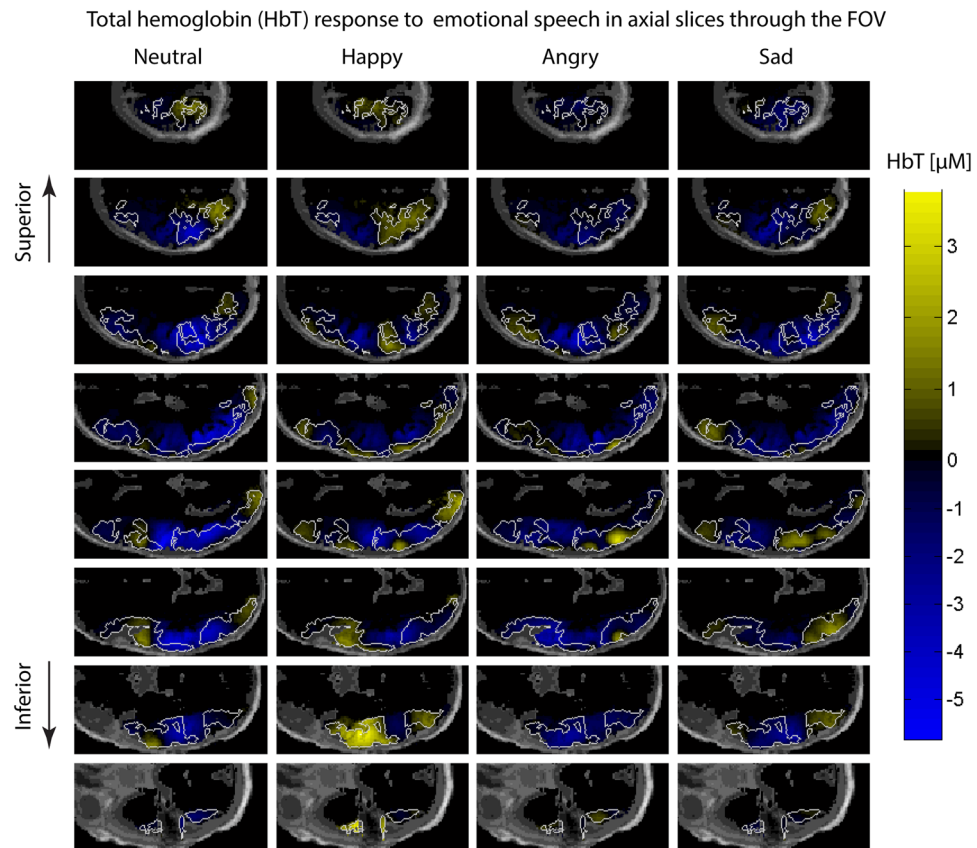 Total hemoglobin (HbT) response to emotional speech in axial slices through the FOV
Neutral Happy Angry Sad
HbT [µM]
Superior
3
2
1
0
-1
-2
-3
-4
-5
Inferior